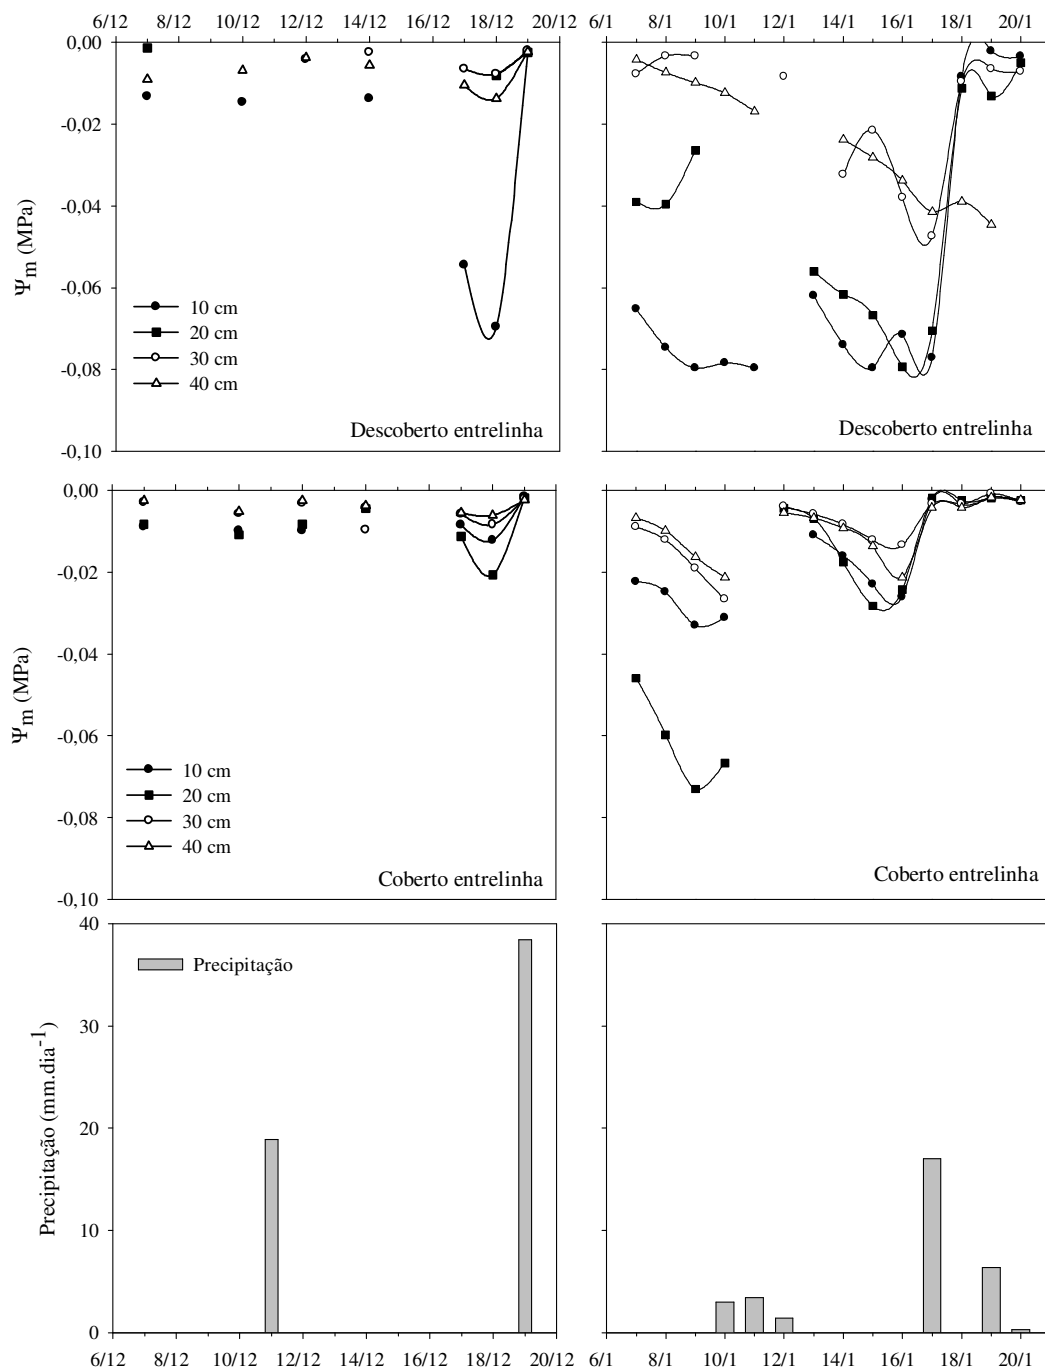 6/12 8/12 10/12 12/12 14/12 16/12 18/12 20/12
6/1 8/1 10/1 12/1 14/1 16/1 18/1 20/1
0,00
-0,02
-0,04
-0,06
-0,08
-0,10
Ψm (MPa)
10 cm
20 cm
30 cm
40 cm
Descoberto entrelinha
Descoberto entrelinha
0,00
-0,02
-0,04
-0,06
-0,08
-0,10
Ψm (MPa)
10 cm
20 cm
30 cm
40 cm
Coberto entrelinha
Coberto entrelinha
40
30
20
10
0
Precipitação (mm.dia-1)
Precipitação
6/12 8/12 10/12 12/12 14/12 16/12 18/12 20/12
6/1 8/1 10/1 12/1 14/1 16/1 18/1 20/1